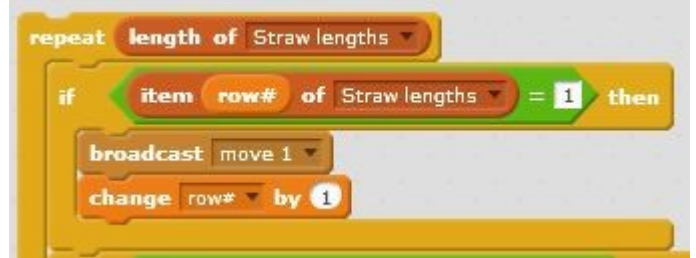 repeat length of Straw lengths
if item row# of Straw lengths = 1 then
broadcast move 1
change row# by 1